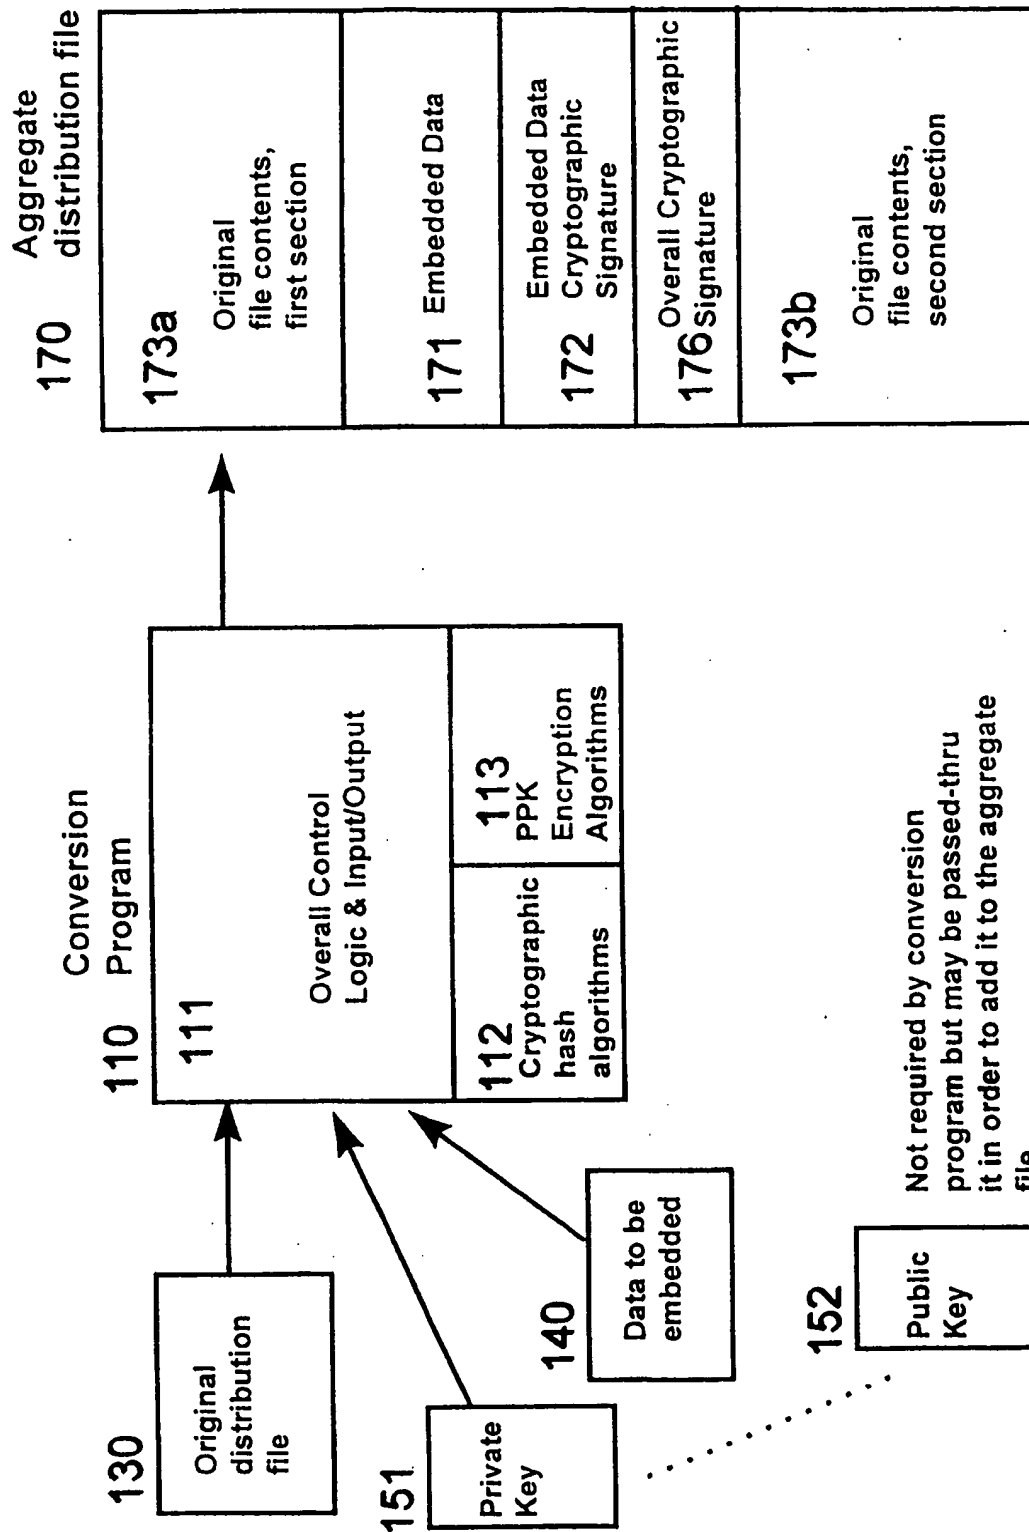 130
Original
distribution
file
151
Private
Key
140
Data to be
embedded
152
Public
Key
Not required by conversion
program but may be passed-thru
it in order to add it to the aggregate
file
Conversion
110 Program
111
Overall Control
Logic & Input/Output
112
Cryptographic
hash
algorithms
113
PPK
Encryption
Algorithms
Aggregate
170 distribution file
173a
Original
file contents,
first section
171 Embedded Data
Embedded Data
172 Cryptographic
Signature
Overall Cryptographic
176 Signature
173b
Original
file contents,
second section